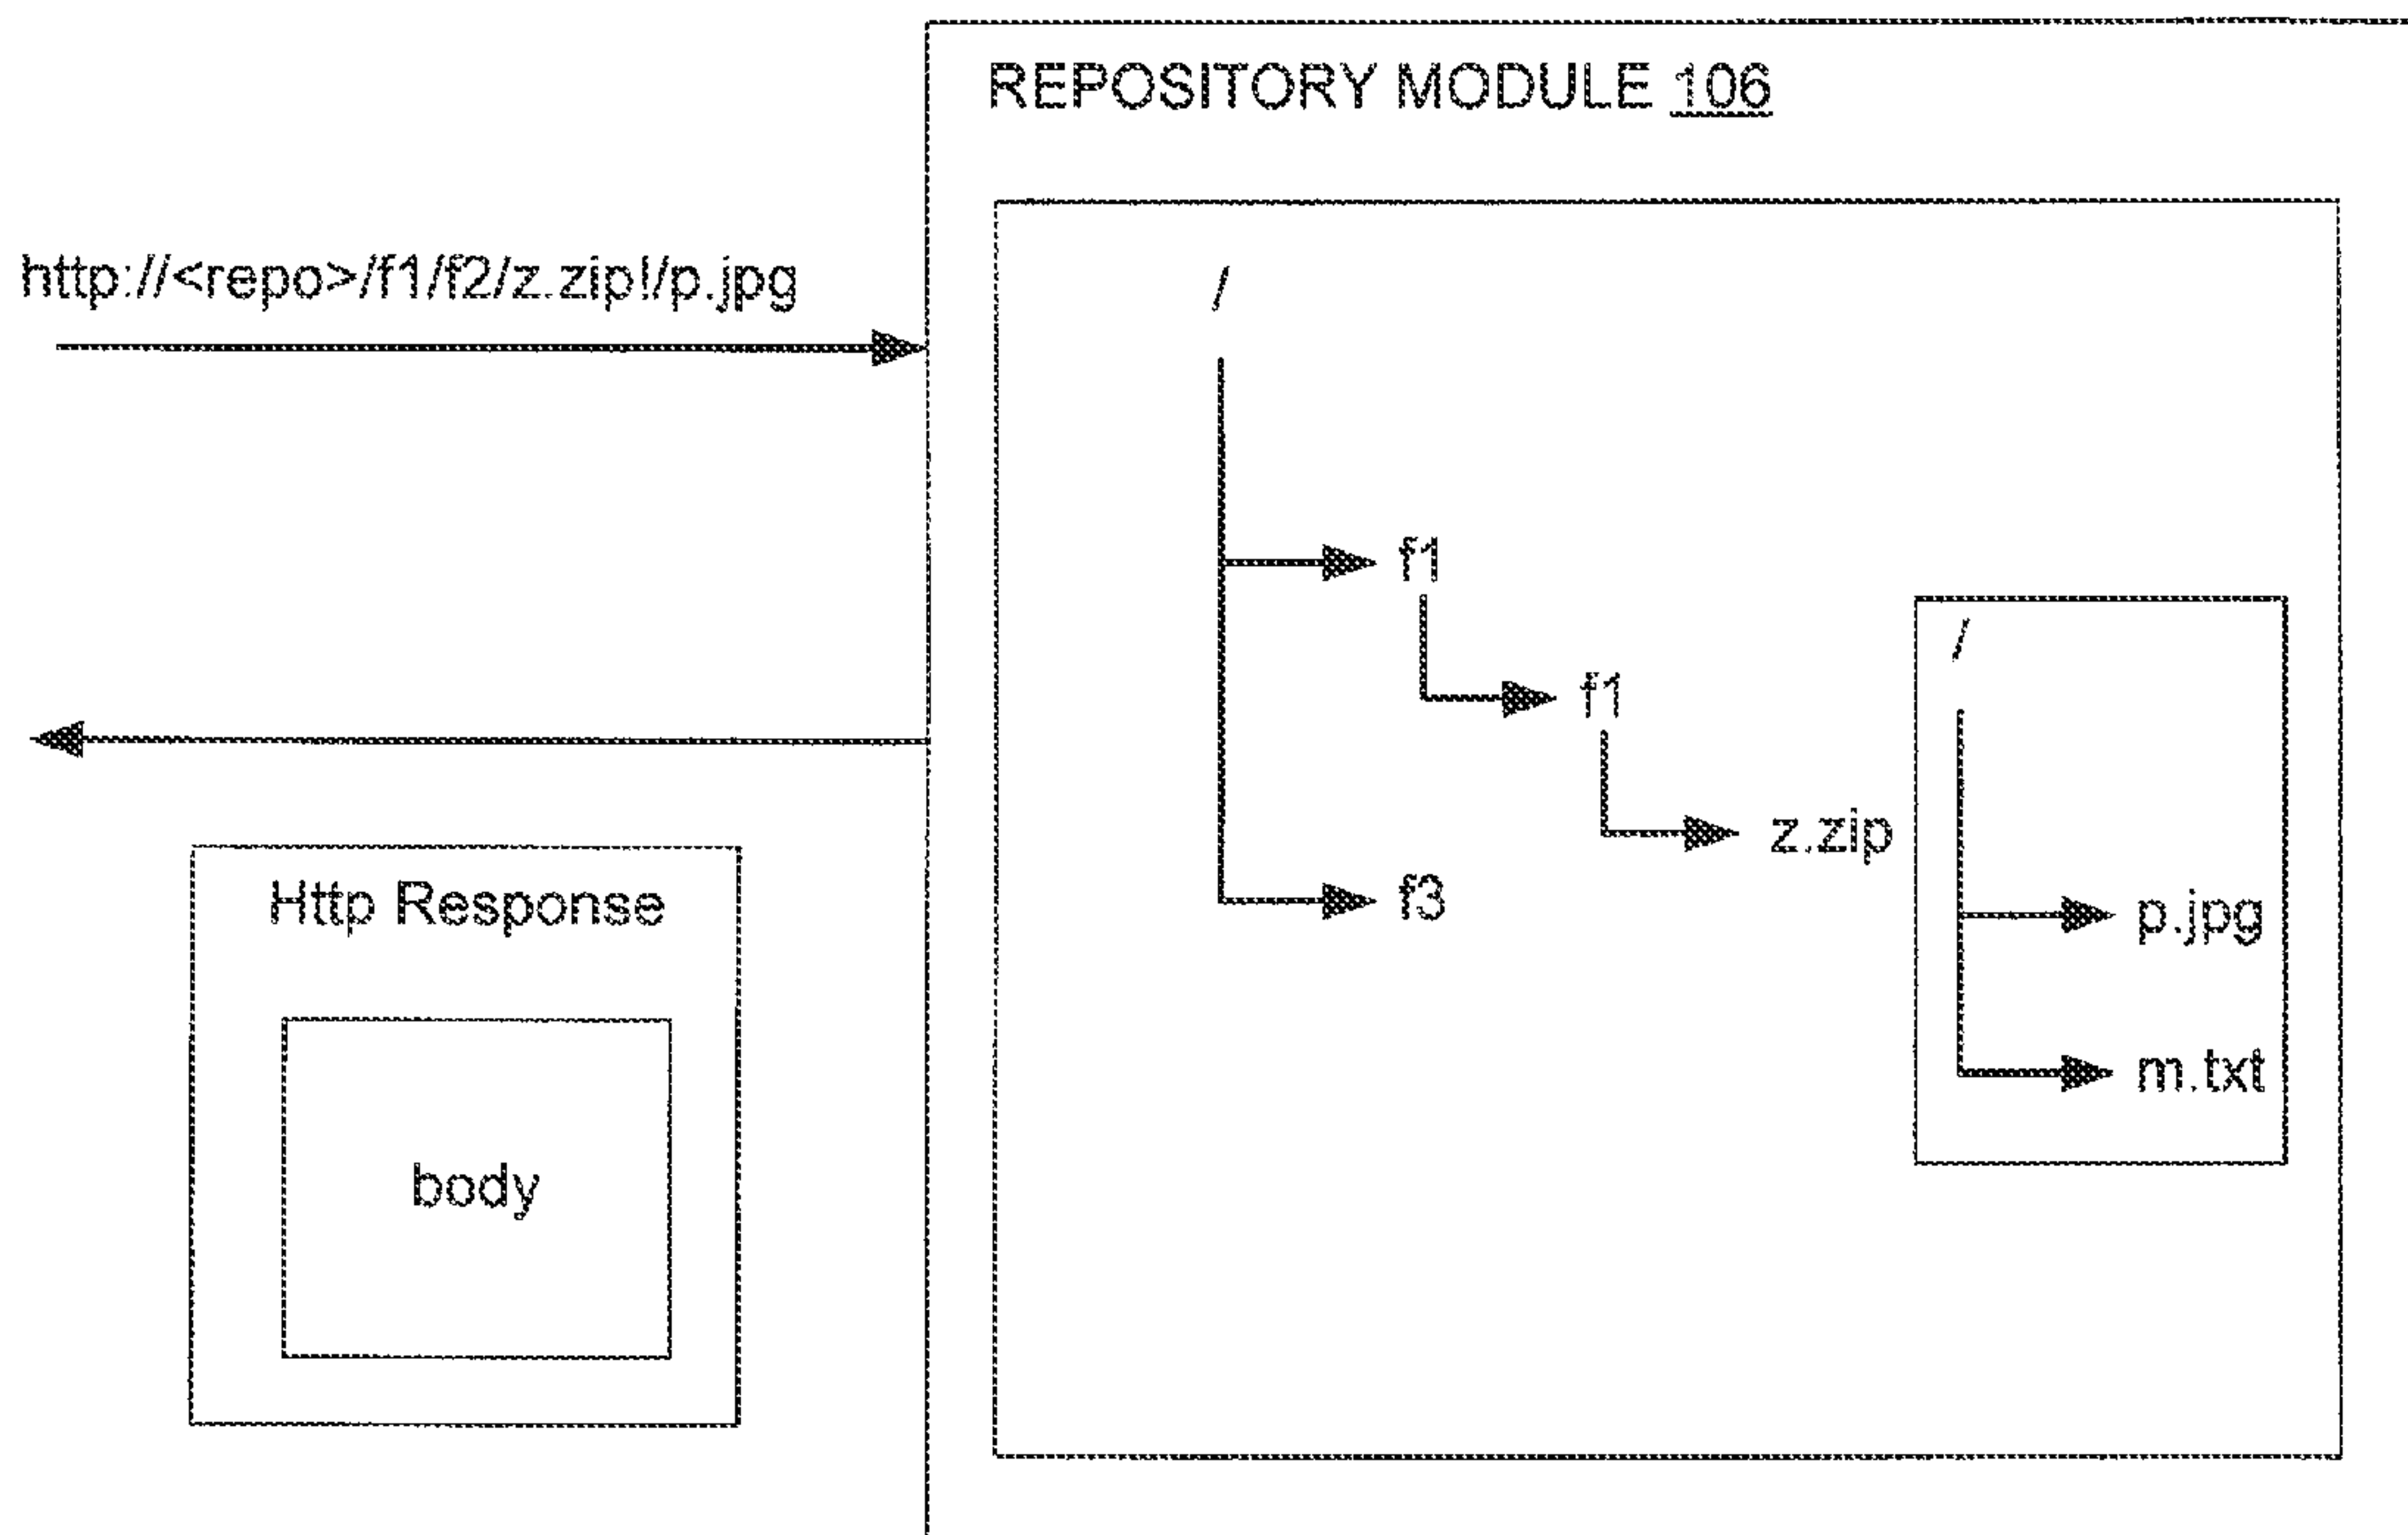 REPOSITORY MODULE 106
http://<repo>/f1/f2/z.zip!/p.jpg
/
f1
f1
z.zip
f3
/
p.jpg
m.txt
Http Response
body